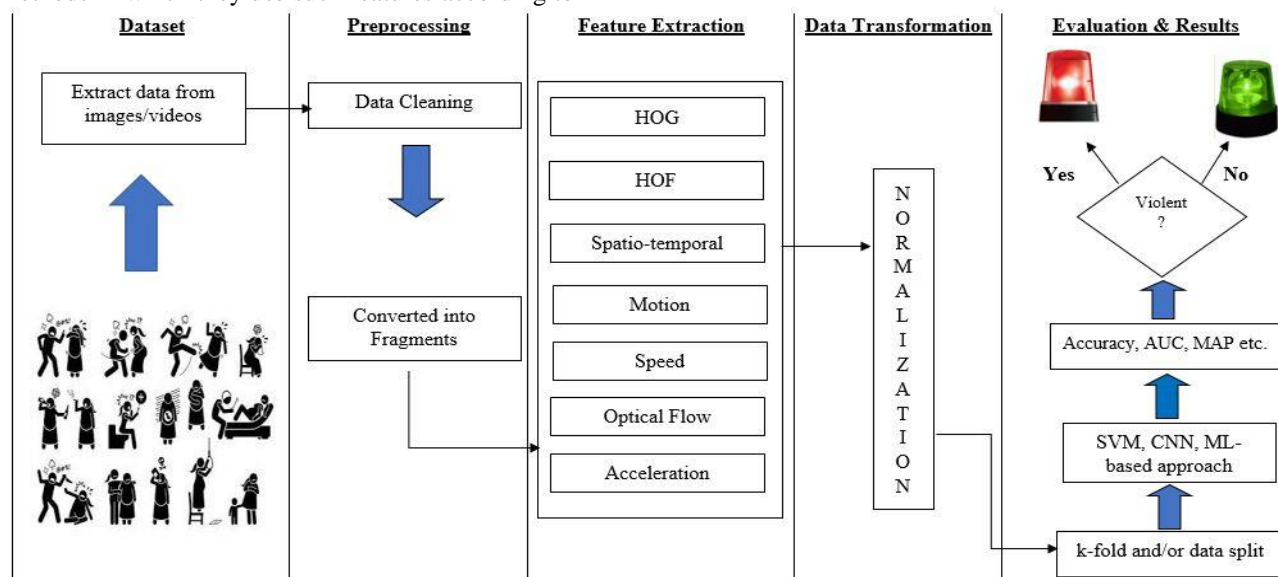 Dataset
Preprocessing
Feature Extraction
Data Transformation
Evaluation & Results
Extract data from
images/videos
Data Cleaning
Converted into
Fragments
HOG
HOF
Spatio-temporal
Motion
Speed
Optical Flow
Acceleration
NORMALIZATION
Yes
No
Violent
?
Accuracy, AUC, MAP etc.
SVM, CNN, ML-
based approach
k-fold and/or data split